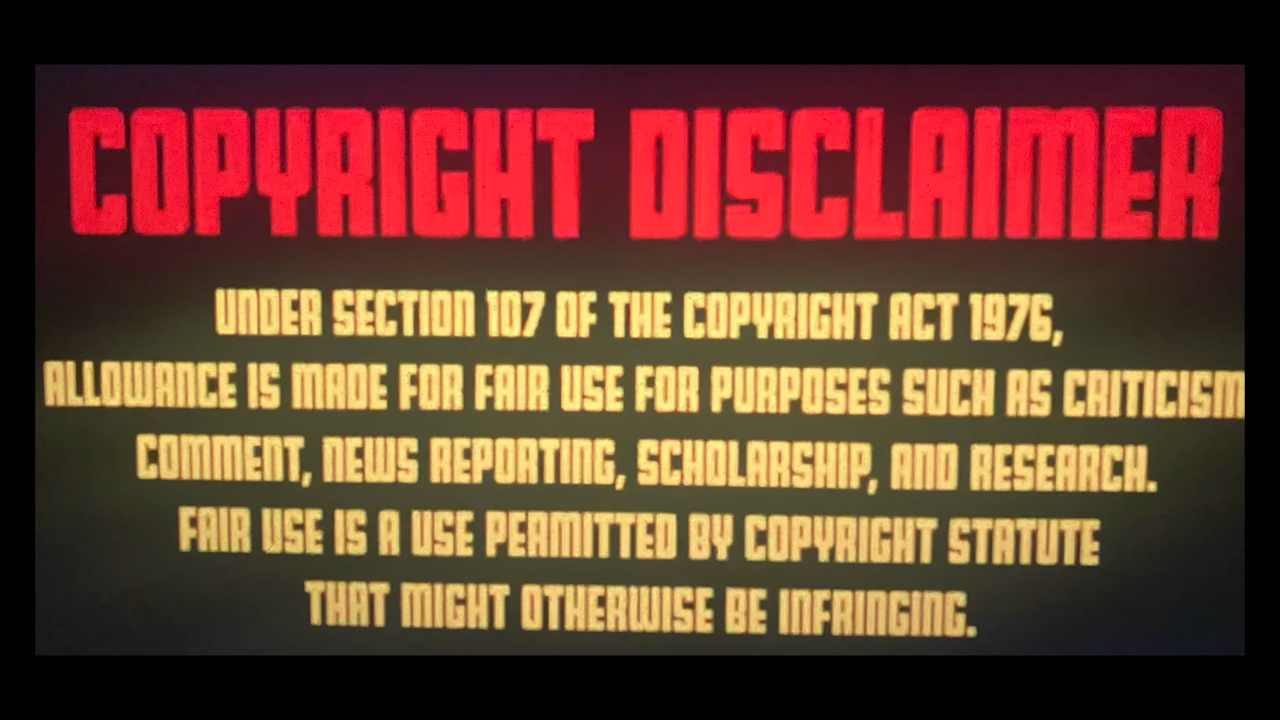 COPYRIGHT DISCLAIMER
UNDER SECTION 107 OF THE COPYRIGHT ACT 1976,
ALLOWANCE IS MADE FOR FAIR USE FOR PURPOSES SUCH AS CRITICISM
COMMENT, NEWS REPORTING, SCHOLARSHIP, AND RESEARCH.
FAIR USE IS A USE PERMITTED BY COPYRIGHT STATUTE
THAT MIGHT OTHERWISE BE INFRINGING.